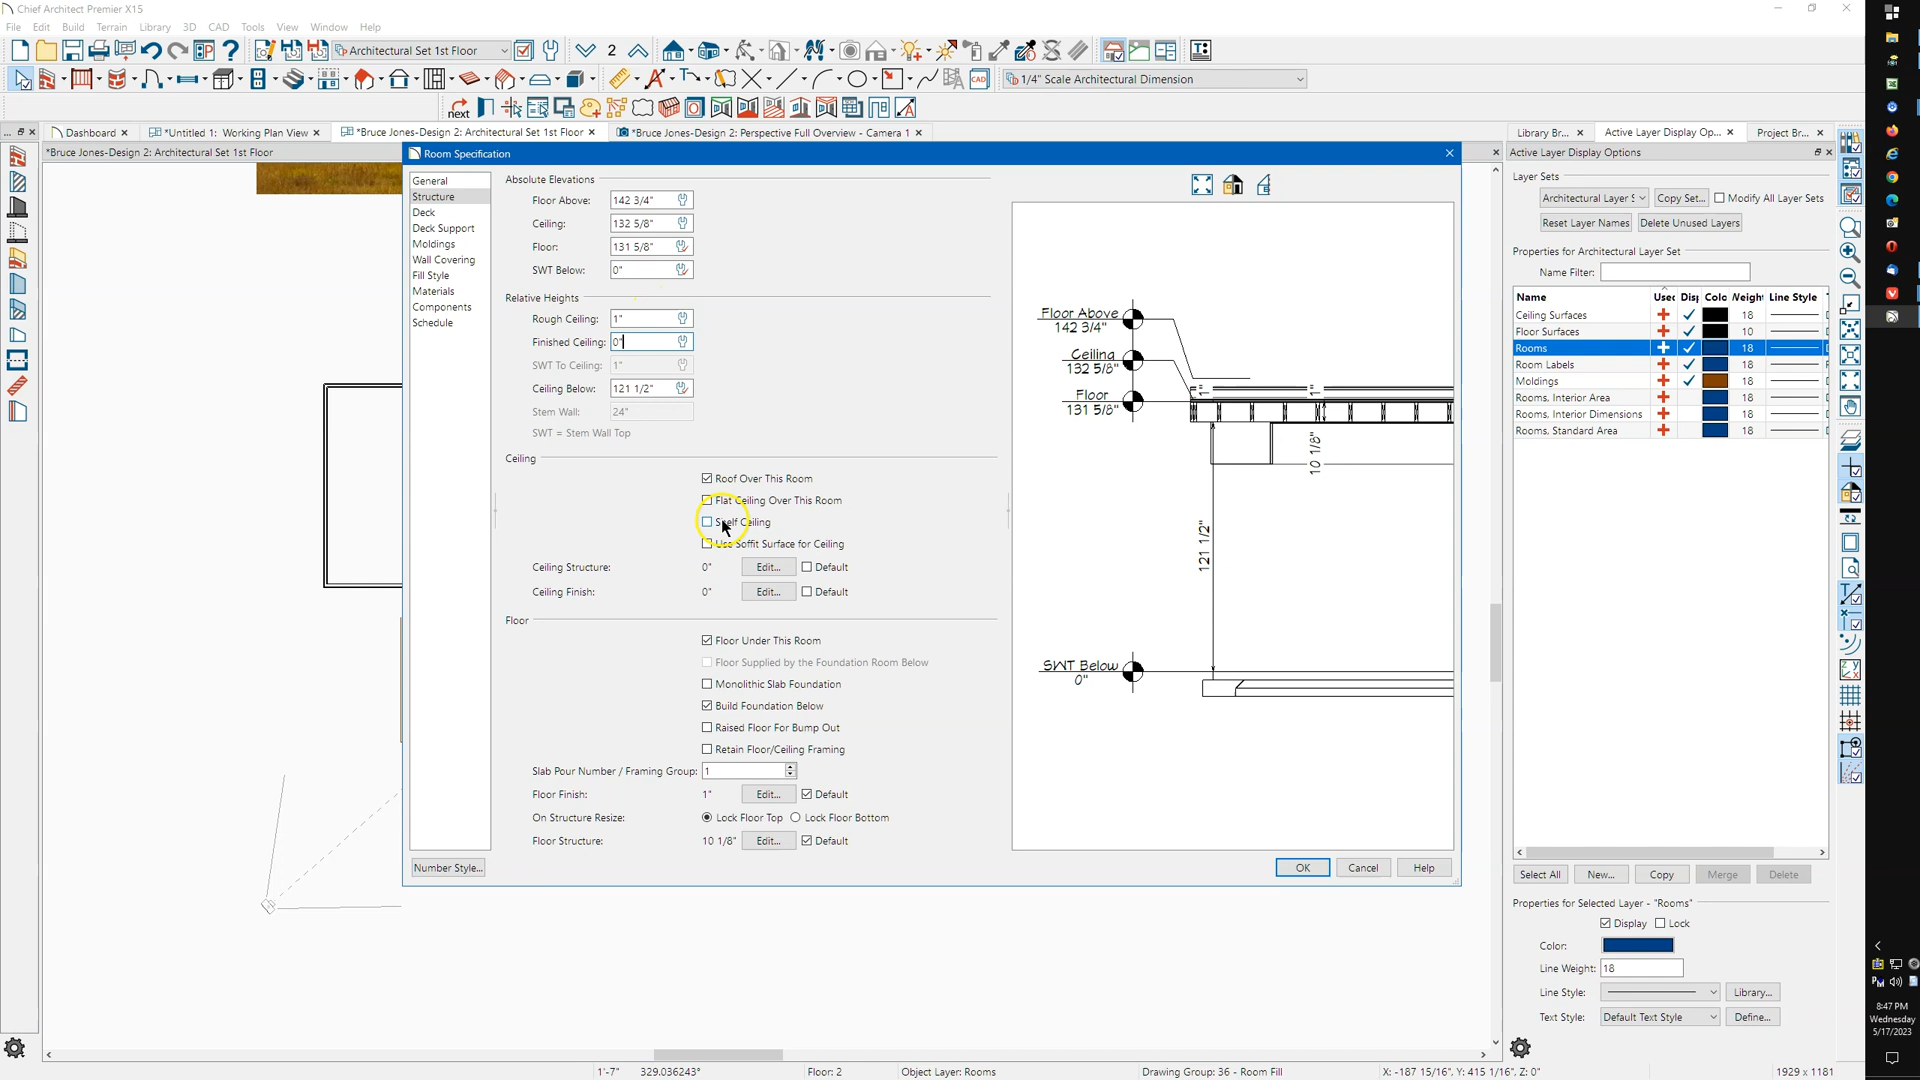 Chief Architect Premier X15
File Edit Build Terrain Library 3D CAD Tools View Window Help
Architectural Set 1st Floor
2
1/4" Scale Architectural Dimension
next
CAD
... Dashboard
*Untitled 1: Working Plan View
*Bruce Jones-Design 2: Architectural Set 1st Floor
*Bruce Jones-Design 2: Perspective Full Overview - Camera 1
Library Br...
Active Layer Display Op...
Project Br...
*Bruce Jones-Design 2: Architectural Set 1st Floor
Room Specification
General
Structure
Deck
Deck Support
Moldings
Wall Covering
Fill Style
Materials
Components
Schedule
Absolute Elevations
Floor Above: 142 3/4"
Ceiling: 132 5/8"
Floor: 131 5/8"
SWT Below: 0"
Relative Heights
Rough Ceiling: 1"
Finished Ceiling: 0"
SWT To Ceiling: 1"
Ceiling Below: 121 1/2"
Stem Wall: 24"
SWT = Stem Wall Top
Ceiling
Roof Over This Room
Flat Ceiling Over This Room
Shelf Ceiling
Use Soffit Surface for Ceiling
Ceiling Structure: 0" Edit... Default
Ceiling Finish: 0" Edit... Default
Floor
Floor Under This Room
Floor Supplied by the Foundation Room Below
Monolithic Slab Foundation
Build Foundation Below
Raised Floor For Bump Out
Retain Floor/Ceiling Framing
Slab Pour Number / Framing Group: 1
Floor Finish: 1" Edit... Default
On Structure Resize: Lock Floor Top Lock Floor Bottom
Floor Structure: 10 1/8" Edit... Default
Number Style...
Floor Above
142 3/4"
Ceiling
132 5/8"
Floor
131 5/8"
1"
1"
10 1/8"
121 1/2"
SWT Below
0"
OK Cancel Help
Active Layer Display Options
Layer Sets
Architectural Layer S Copy Set... Modify All Layer Sets
Reset Layer Names Delete Unused Layers
Properties for Architectural Layer Set
Name Filter:
Name Used Disp Colo Weight Line Style
Ceiling Surfaces 18
Floor Surfaces 10
Rooms 18
Room Labels 18
Moldings 18
Rooms, Interior Area 18
Rooms, Interior Dimensions 18
Rooms, Standard Area 18
Select All New... Copy Merge Delete
Properties for Selected Layer - "Rooms"
Display Lock
Color:
Line Weight: 18
Line Style: Library...
Text Style: Default Text Style Define...
1'-7" 329.036243° Floor: 2 Object Layer: Rooms Drawing Group: 36 - Room Fill X: -187 15/16", Y: 415 1/16", Z: 0" 1929 x 1181
8:47 PM
Wednesday
5/17/2023